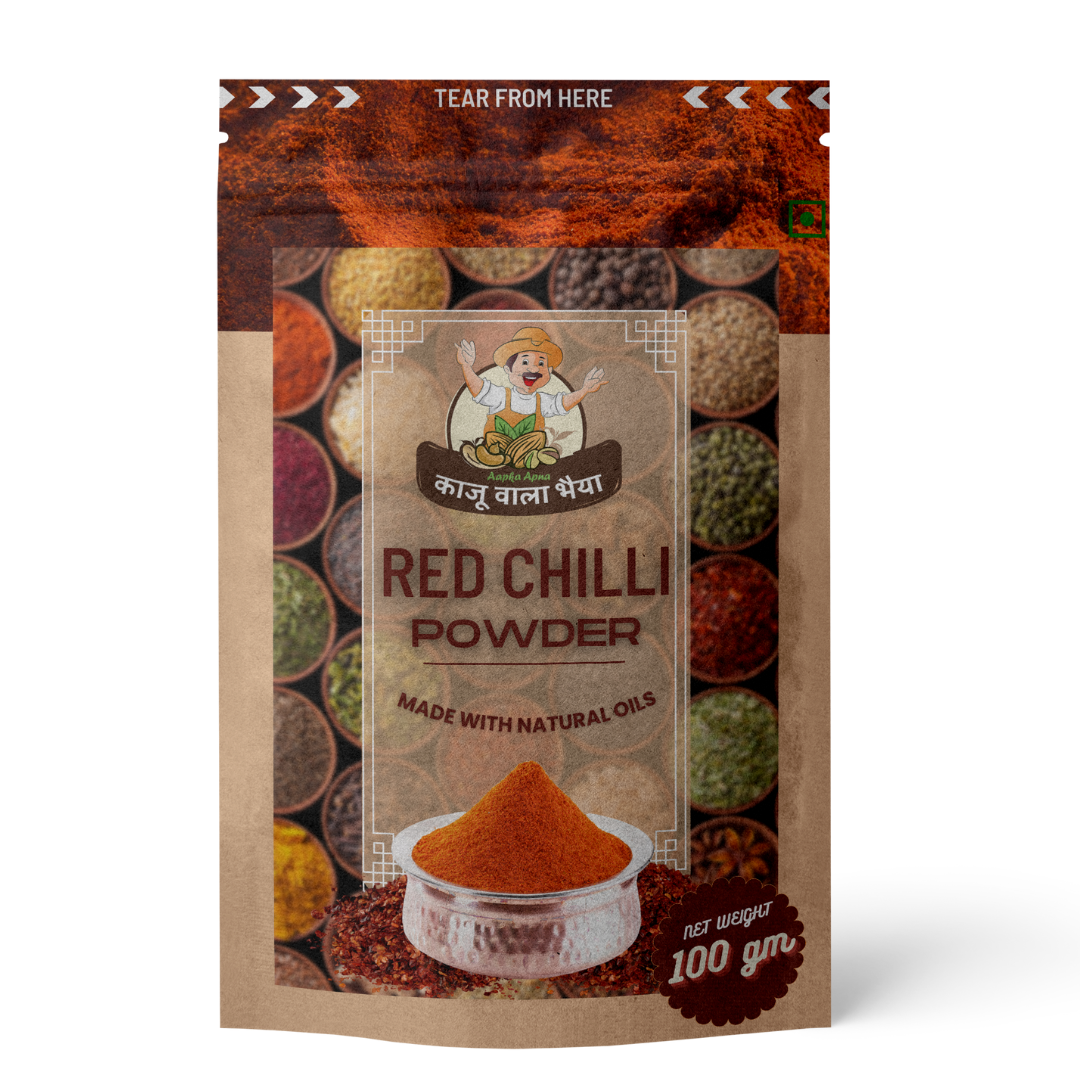 TEAR FROM HERE
Aapka Apna
काजू वाला भैया
RED CHILLI
POWDER
MADE WITH NATURAL OILS
NET WEIGHT
100 gm